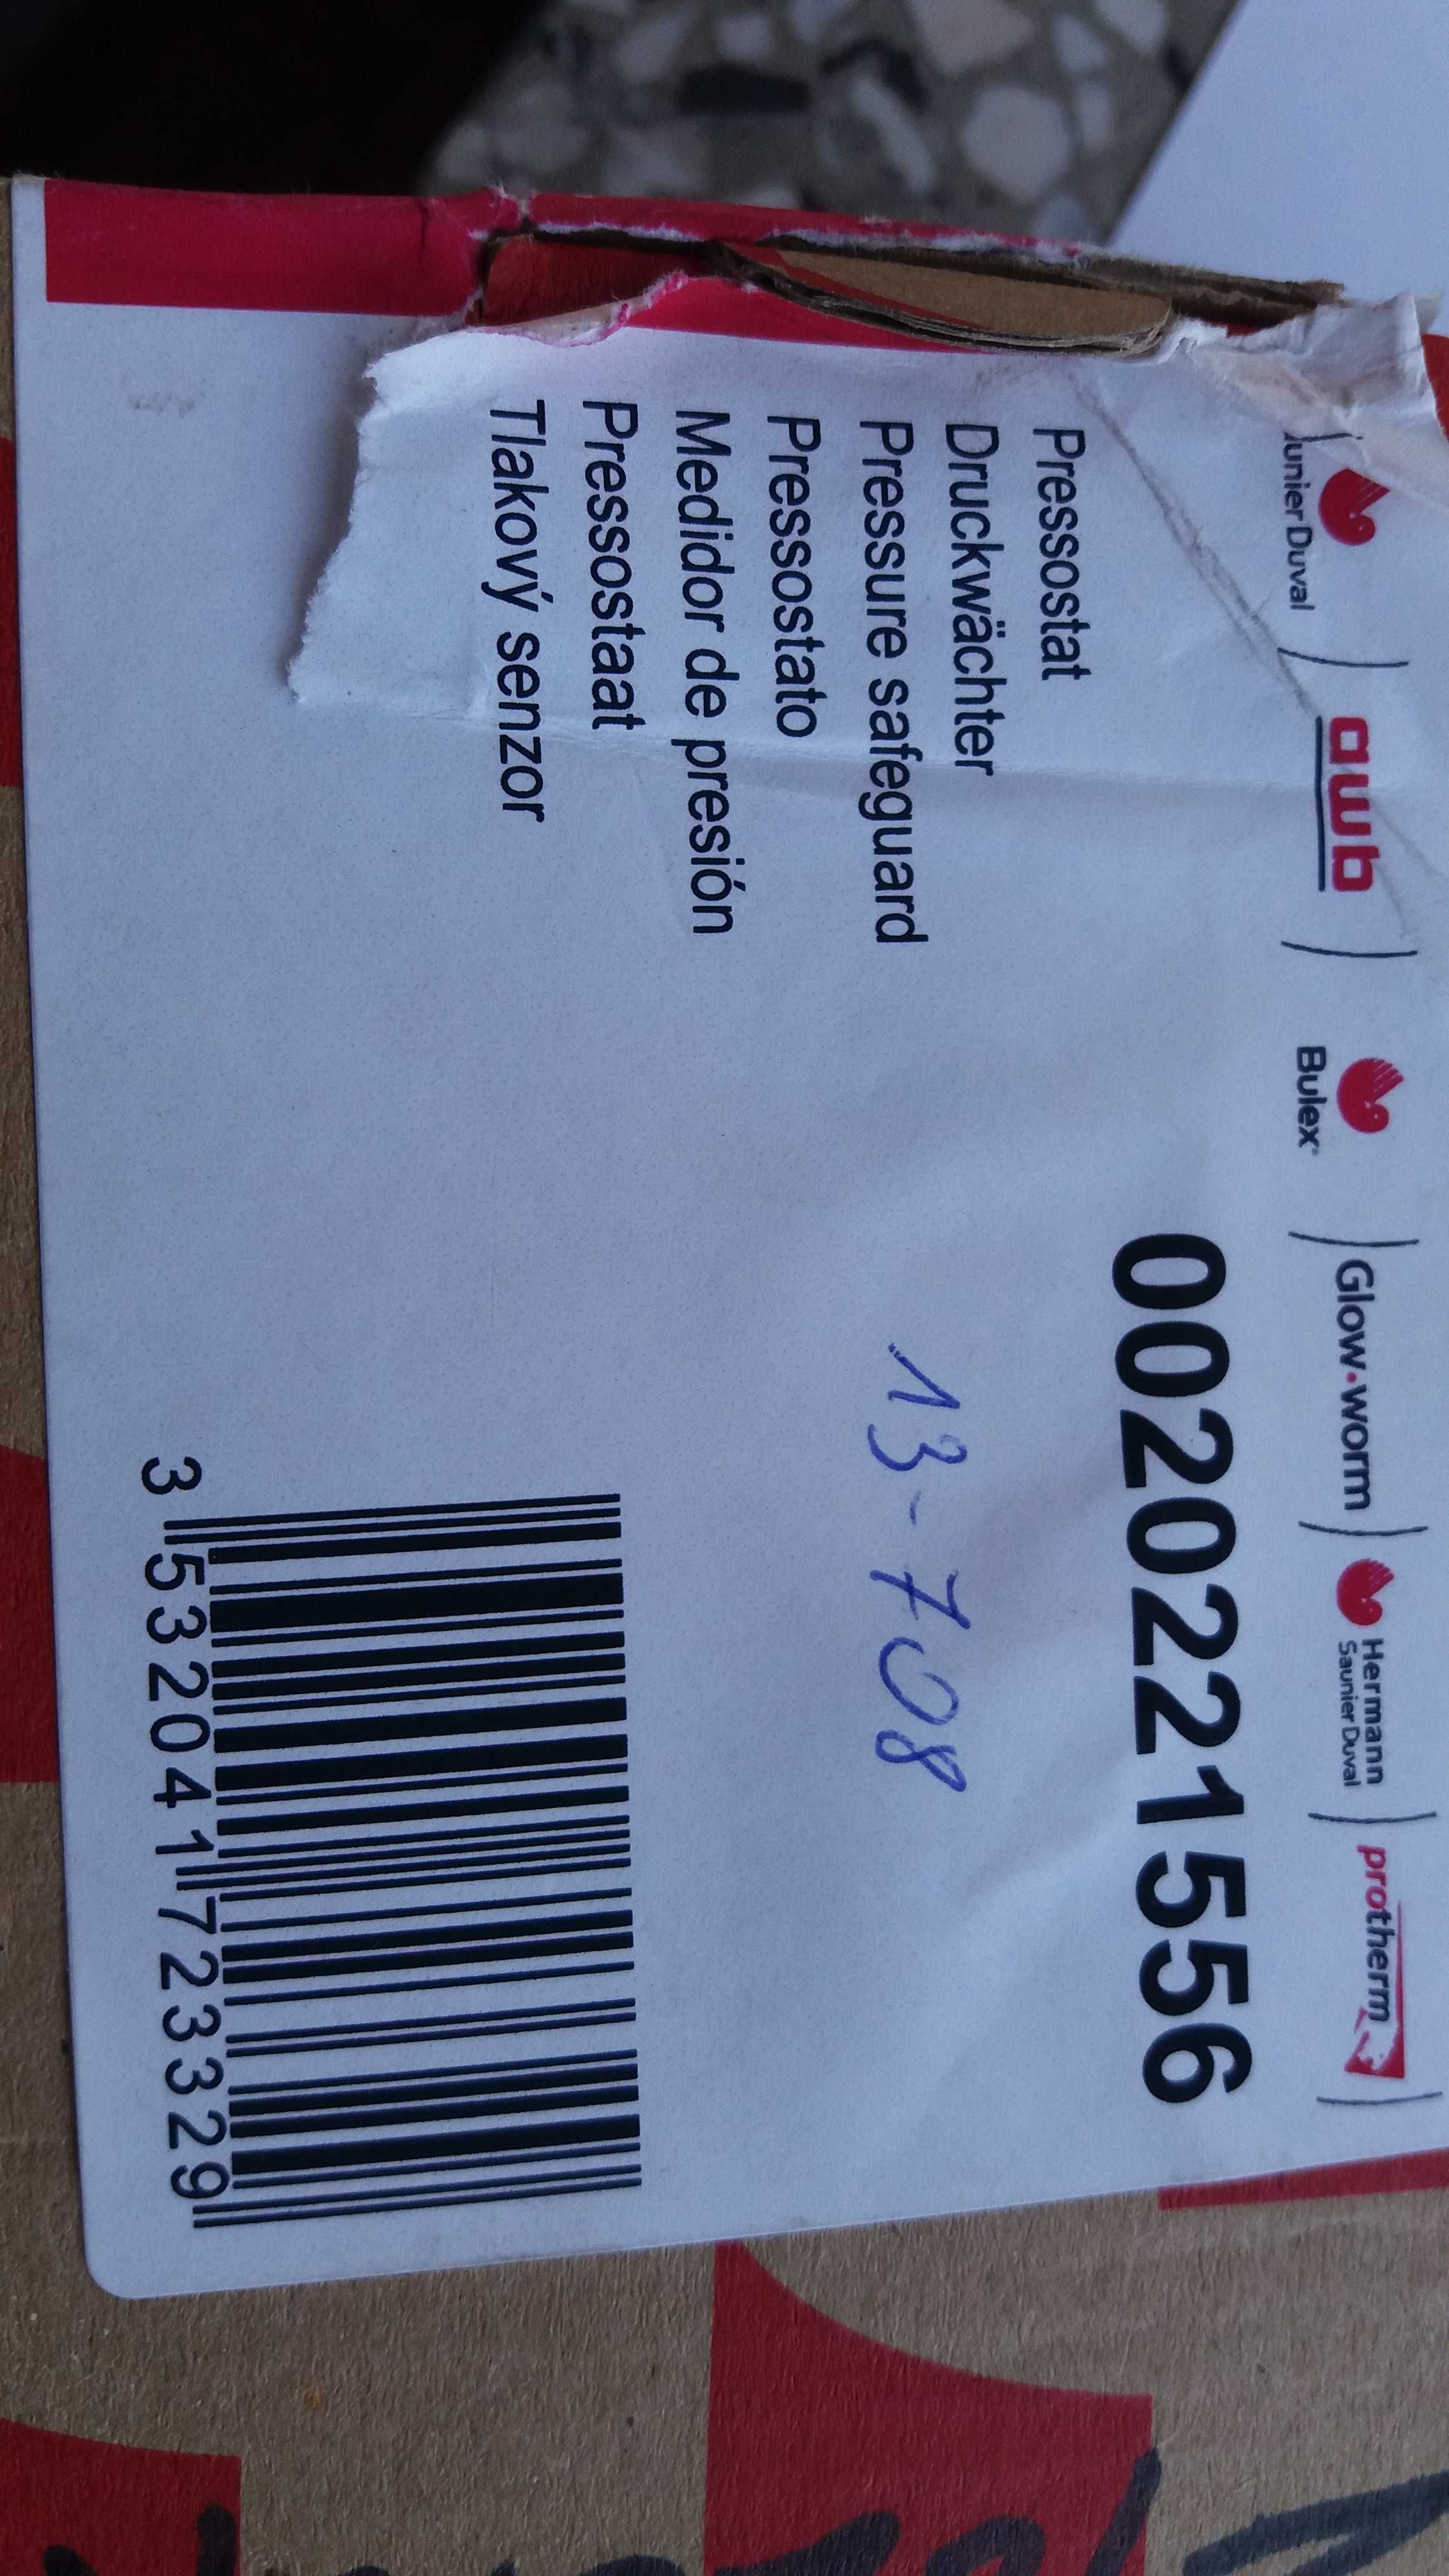 unier Duval
awb
Bulex
Glow·worm
Hermann
Saunier Duval
protherm
0020221556
Pressostat
Druckwächter
Pressure safeguard
Pressostato
Medidor de presión
Pressostaat
Tlakový senzor
13-708
3 532041 723329